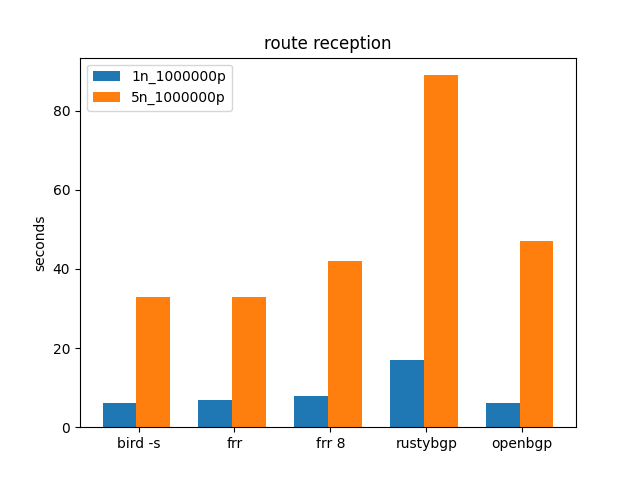 route reception
1n_1000000p
5n_1000000p
80
60
40
20
0
seconds
bird -s
frr
frr 8
rustybgp
openbgp